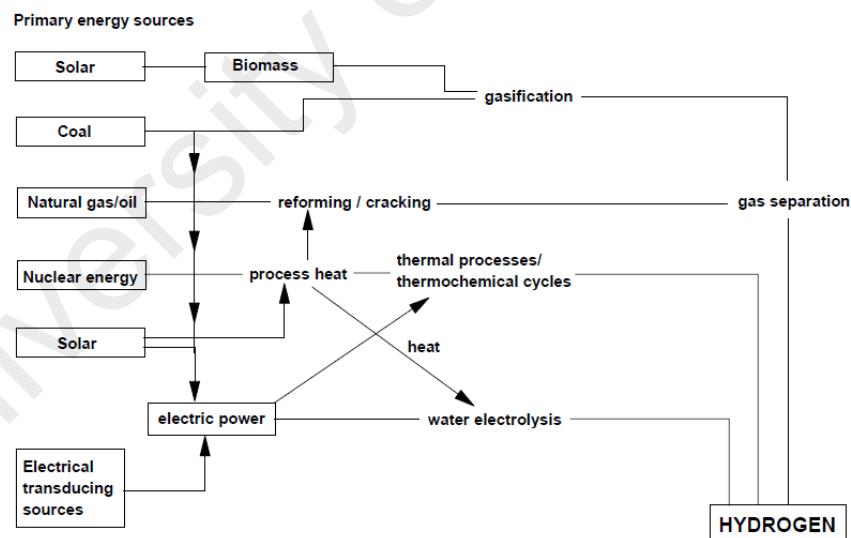 Primary energy sources
Solar
Biomass
gasification
Coal
Natural gas/oil
reforming / cracking
gas separation
Nuclear energy
process heat
thermal processes/
thermochemical cycles
Solar
heat
electric power
water electrolysis
Electrical
transducing
sources
HYDROGEN